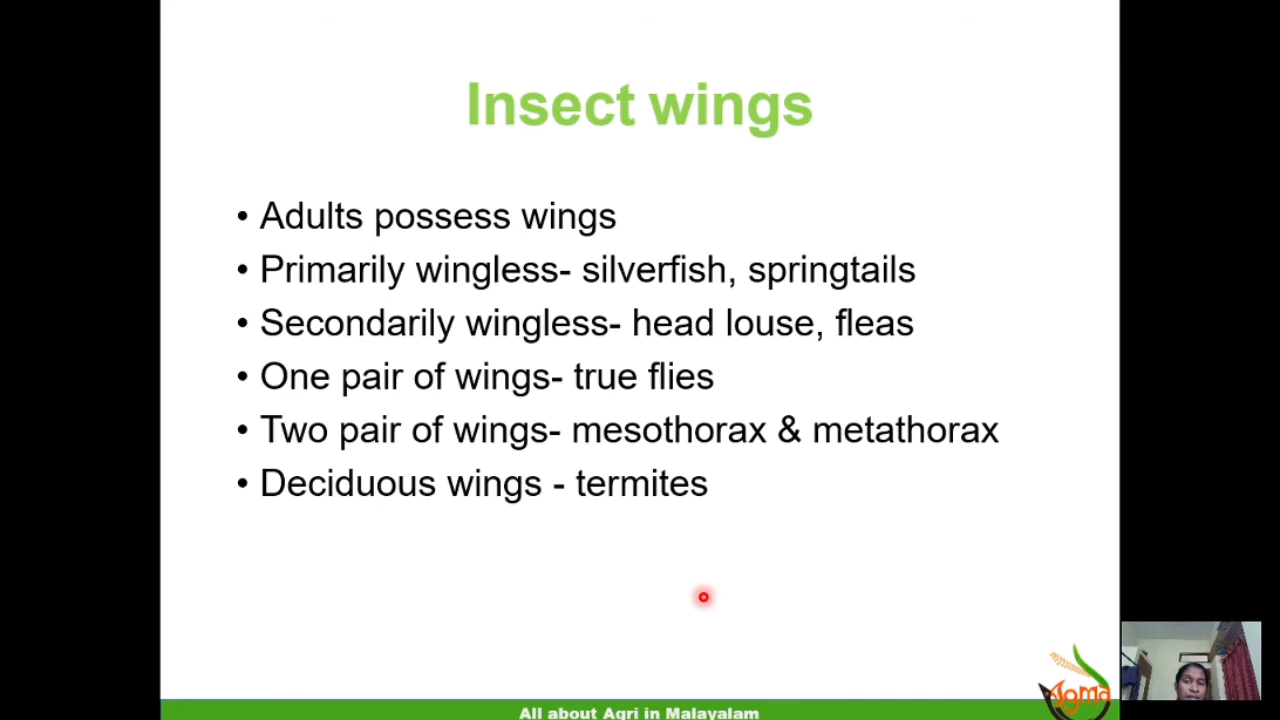 Insect wings
• Adults possess wings
• Primarily wingless- silverfish, springtails
• Secondarily wingless- head louse, fleas
• One pair of wings- true flies
• Two pair of wings- mesothorax & metathorax
• Deciduous wings - termites
Agma
All about Agri in Malayalam